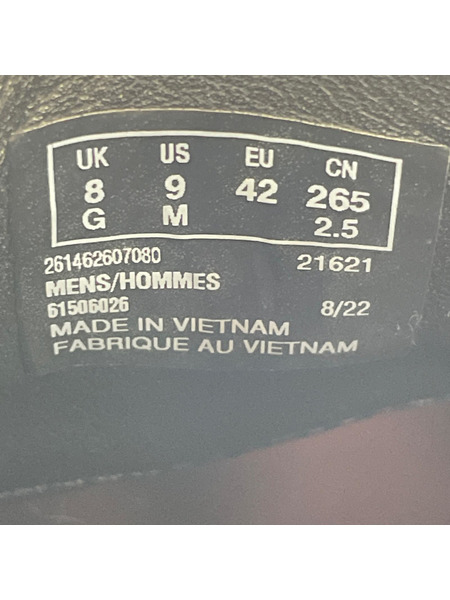 UK US EU CN
8 9 42 265
G M 2.5
261462607080 21621
MENS/HOMMES
61506026 8/22
MADE IN VIETNAM
FABRIQUE AU VIETNAM